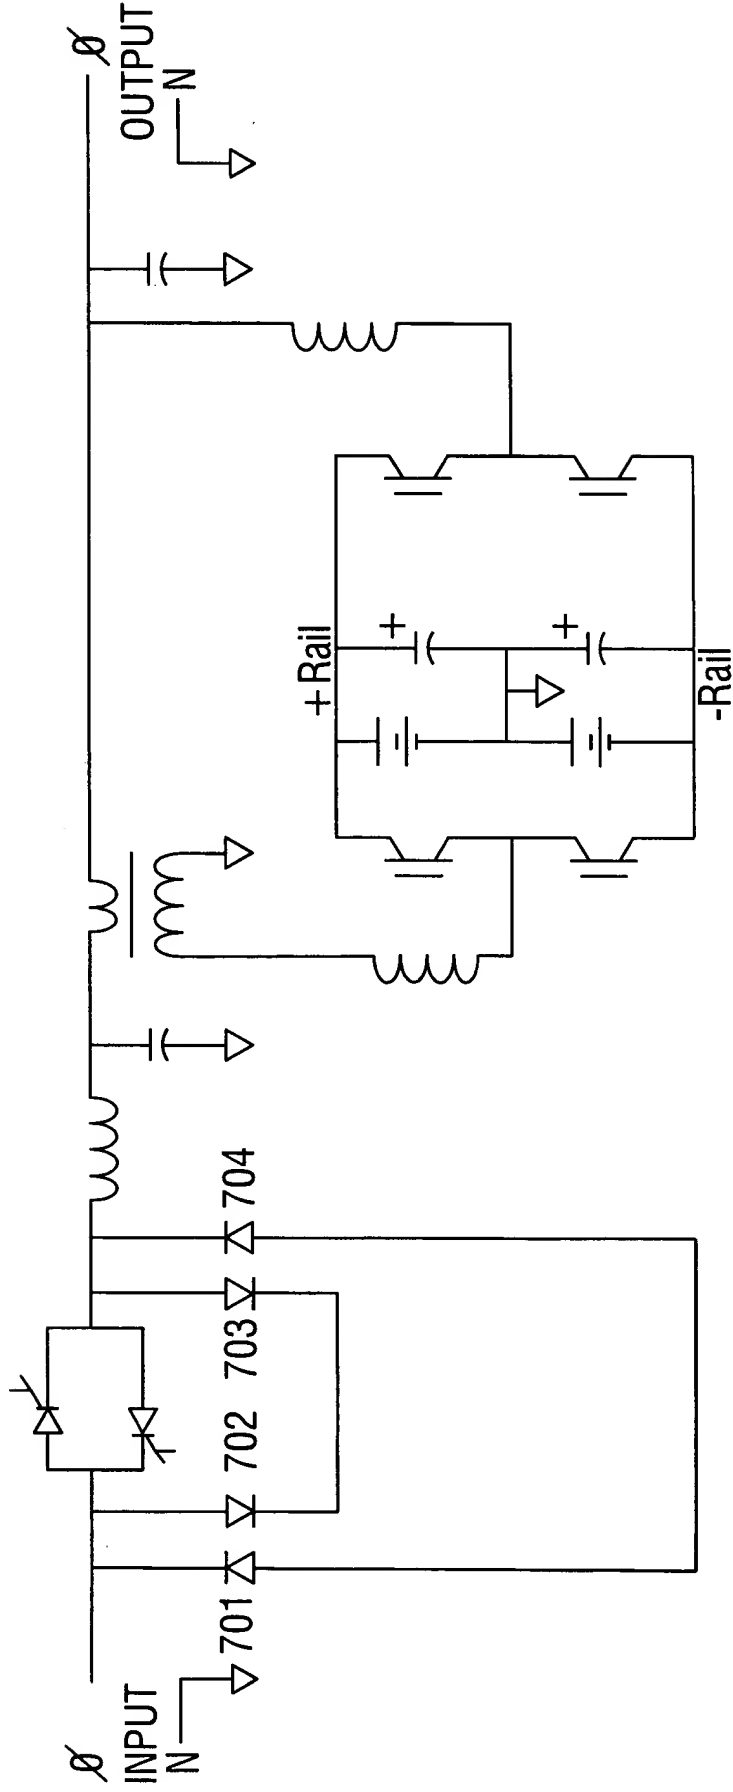 Ø
INPUT
N
701
702
703
704
+Rail
+
+
-Rail
Ø
OUTPUT
N